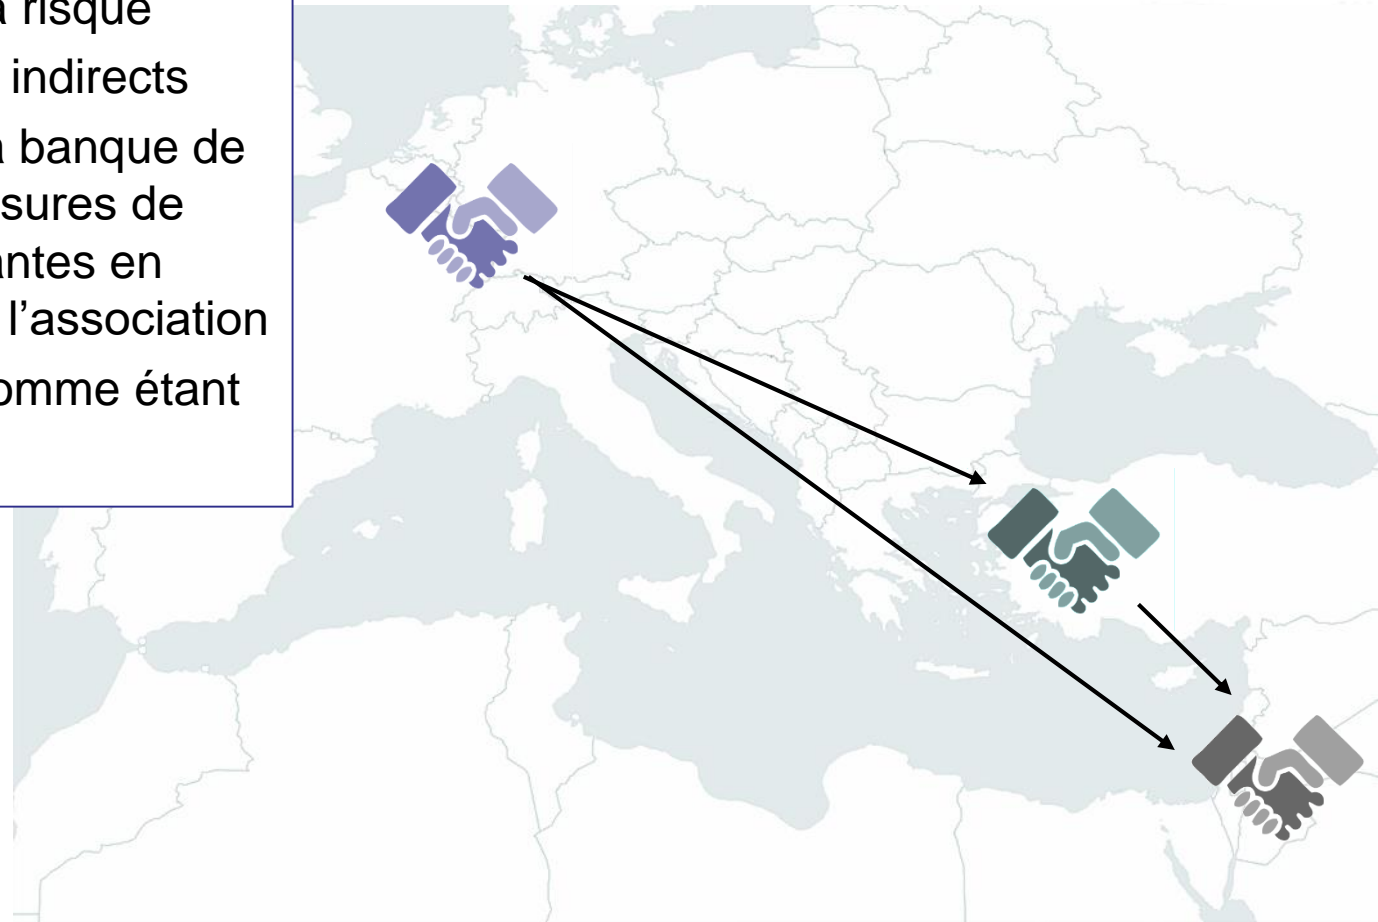 risque
indirects
banque de
sures de
antes en
l’association
omme étant